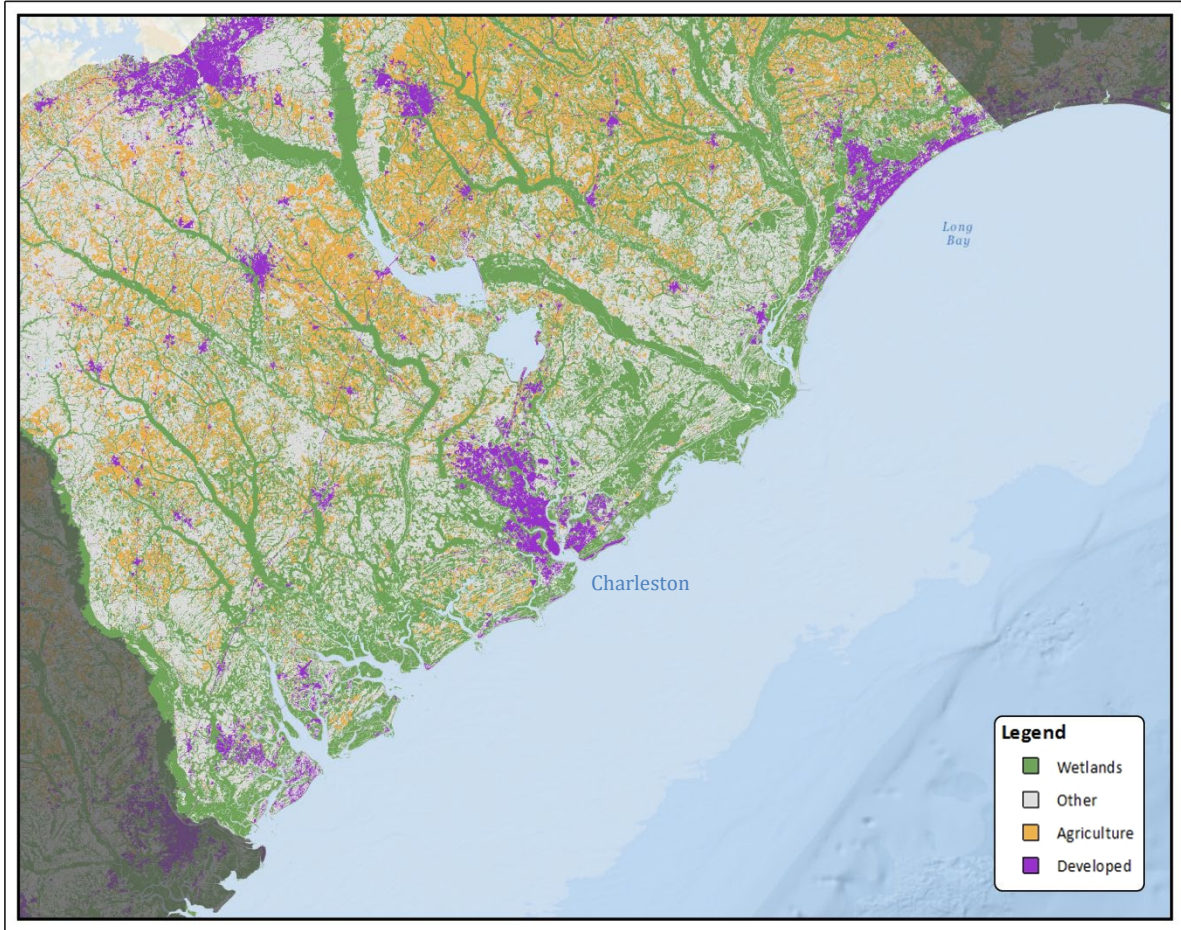 Long
Bay
Charleston
Legend
Wetlands
Other
Agriculture
Developed